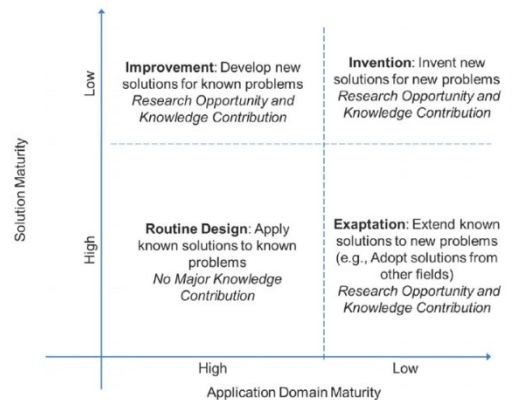 Improvement: Develop new
solutions for known problems
Research Opportunity and
Knowledge Contribution
Invention: Invent new
solutions for new problems
Research Opportunity and
Knowledge Contribution
Low
Solution Maturity
High
Routine Design: Apply
known solutions to known
problems
No Major Knowledge
Contribution
Exaptation: Extend known
solutions to new problems
(e.g., Adopt solutions from
other fields)
Research Opportunity and
Knowledge Contribution
High
Low
Application Domain Maturity